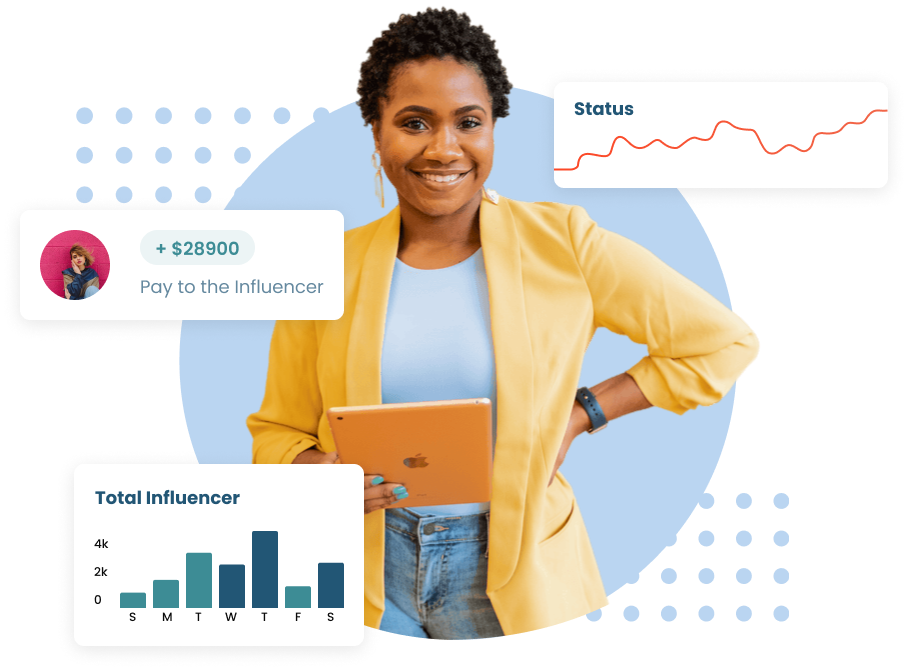 Status
+ $28900
Pay to the Influencer
Total Influencer
4k
2k
0
S M T W T F S